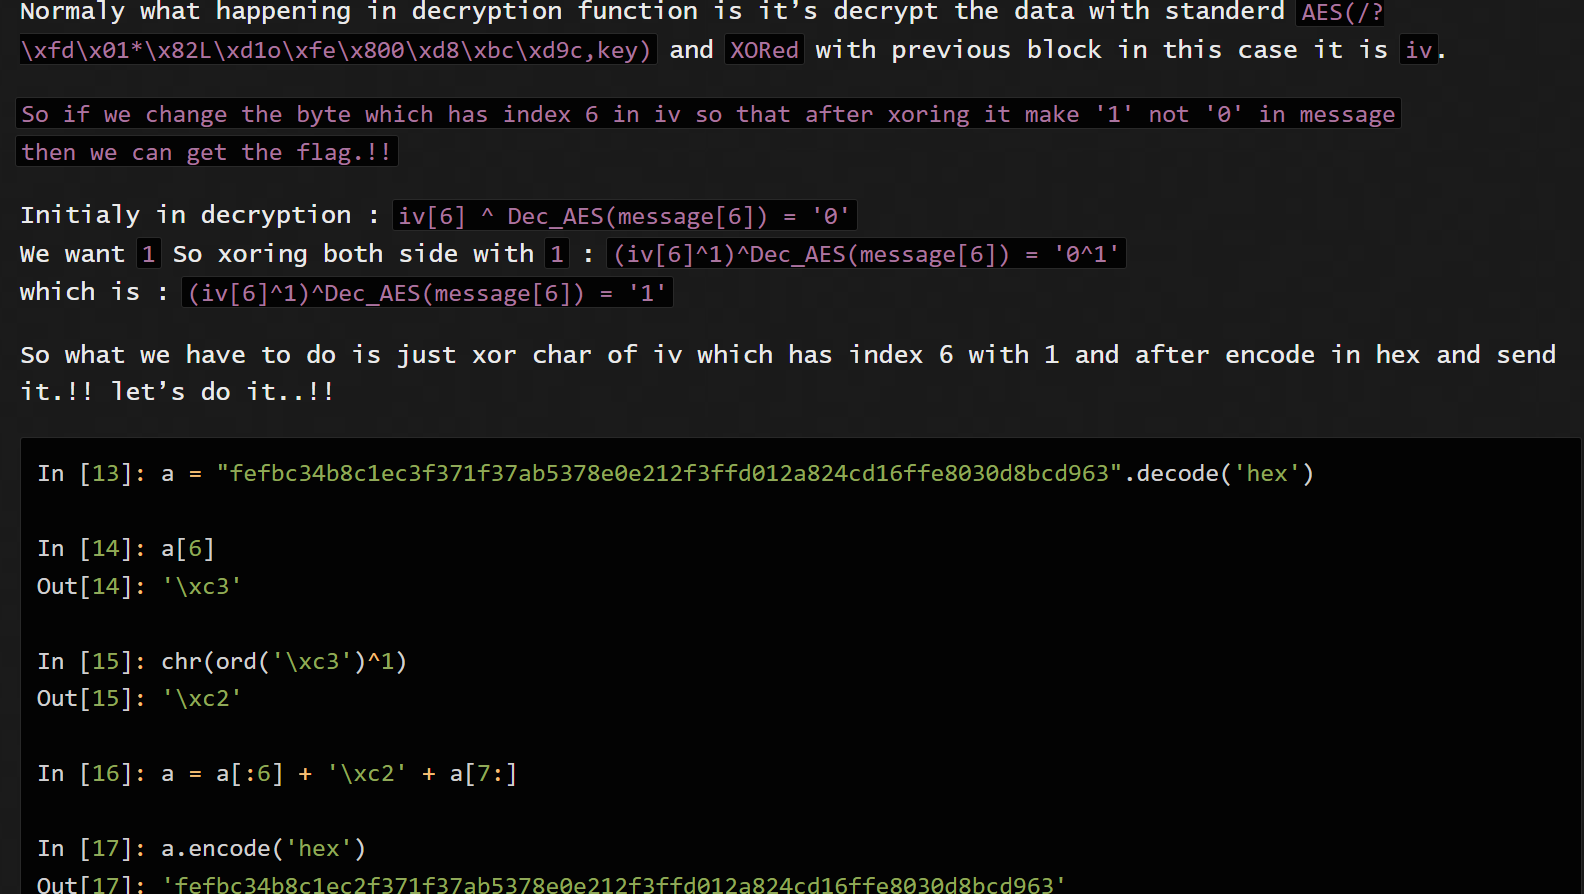 Normaly what happening in decryption function is it’s decrypt the data with standerd AES(/?
\xfd\x01*\x82L\xd1o\xfe\x800\xd8\xbc\xd9c,key) and XORed with previous block in this case it is iv.
So if we change the byte which has index 6 in iv so that after xoring it make '1' not '0' in message
then we can get the flag.!!
Initialy in decryption : iv[6] ^ Dec_AES(message[6]) = '0'
We want 1 So xoring both side with 1 : (iv[6]^1)^Dec_AES(message[6]) = '0^1'
which is : (iv[6]^1)^Dec_AES(message[6]) = '1'
So what we have to do is just xor char of iv which has index 6 with 1 and after encode in hex and send
it.!! let’s do it..!!
In [13]: a = "fefbc34b8c1ec3f371f37ab5378e0e212f3ffd012a824cd16ffe8030d8bcd963".decode('hex')
In [14]: a[6]
Out[14]: '\xc3'
In [15]: chr(ord('\xc3')^1)
Out[15]: '\xc2'
In [16]: a = a[:6] + '\xc2' + a[7:]
In [17]: a.encode('hex')
Out[17]: 'fefbc34b8c1ec2f371f37ab5378e0e212f3ffd012a824cd16ffe8030d8bcd963'